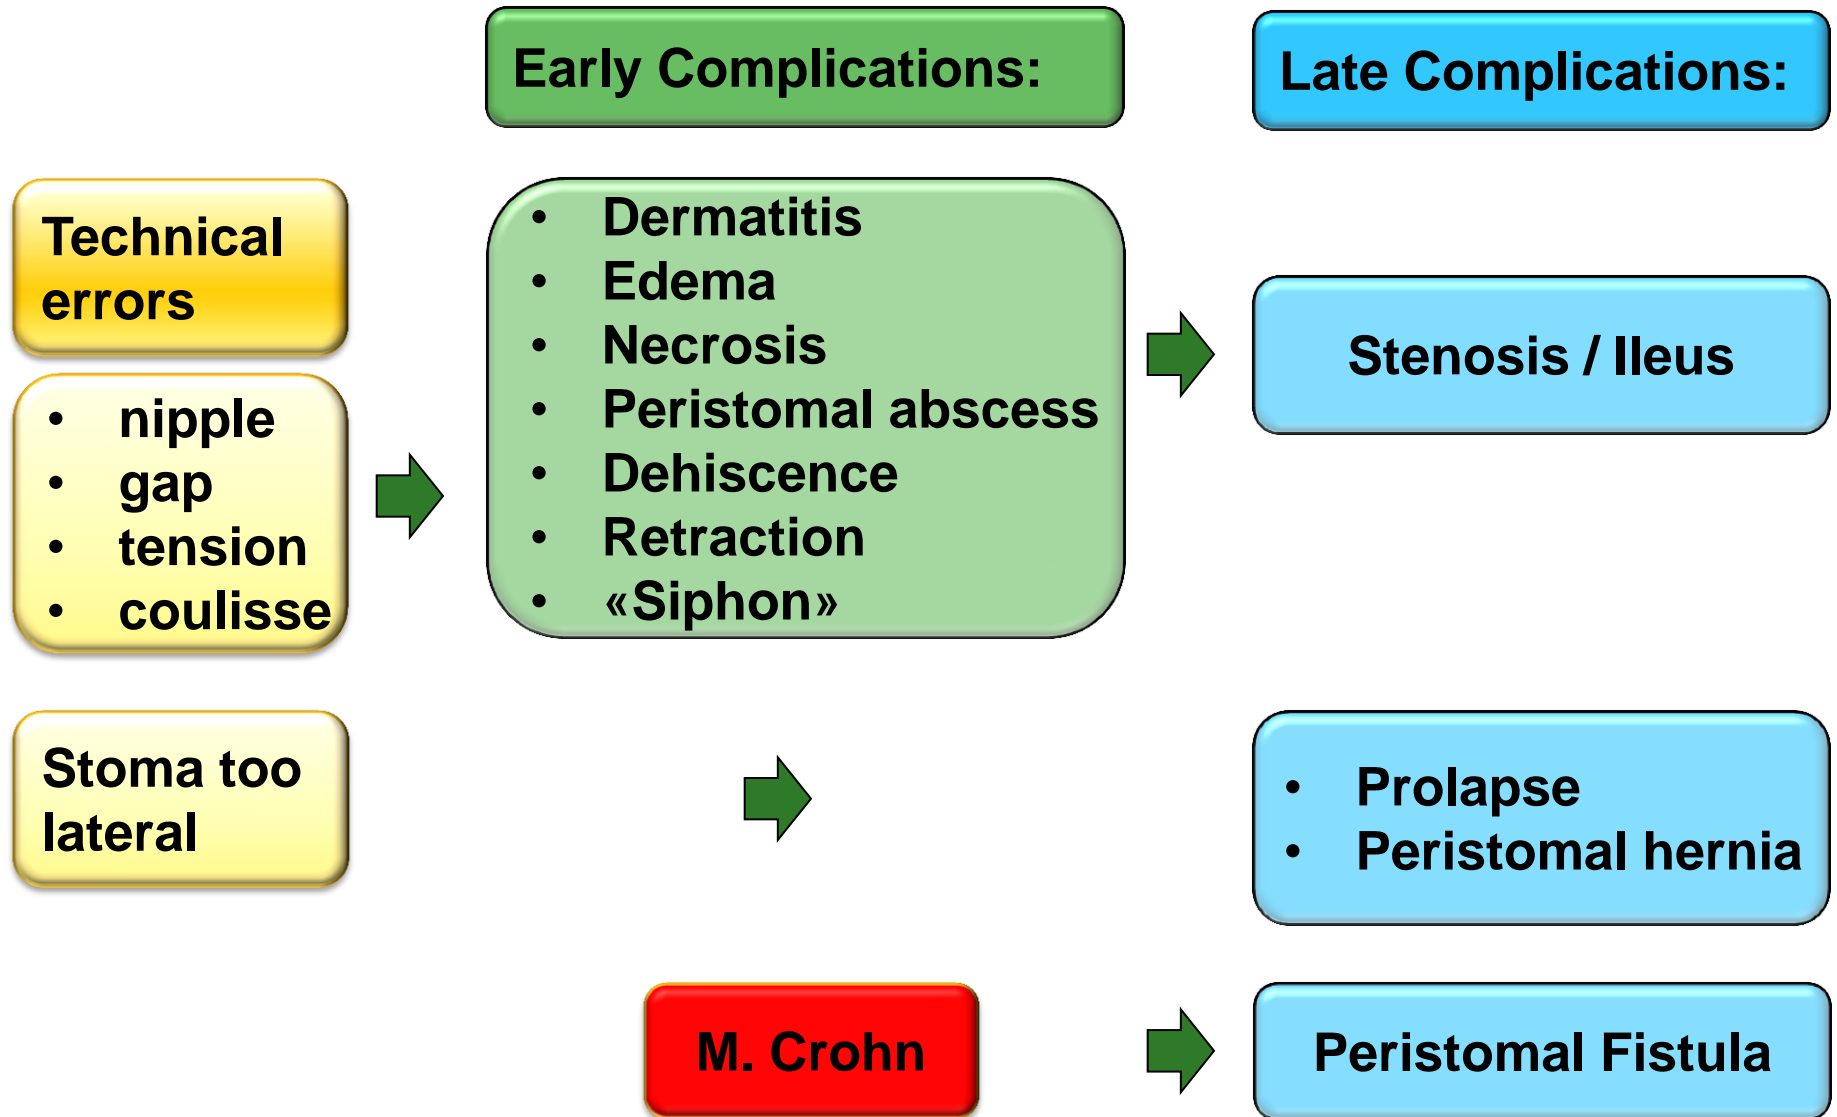 Early Complications:
Late Complications:
Technical
errors
• nipple
• gap
• tension
• coulisse
• Dermatitis
• Edema
• Necrosis
• Peristomal abscess
• Dehiscence
• Retraction
• «Siphon»
Stenosis / Ileus
Stoma too
lateral
• Prolapse
• Peristomal hernia
M. Crohn
Peristomal Fistula